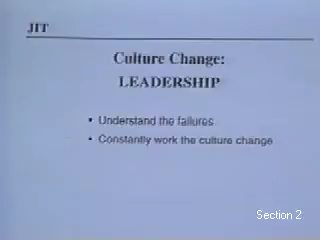 JIT
Culture Change:
LEADERSHIP
• Understand the failures.
• Constantly work the culture change
Section 2